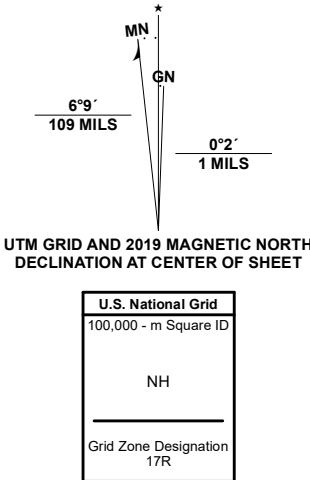 ★
MN
GN
6°9´
109 MILS
0°2´
1 MILS
UTM GRID AND 2019 MAGNETIC NORTH
DECLINATION AT CENTER OF SHEET
U.S. National Grid
100,000 - m Square ID
NH
Grid Zone Designation
17R